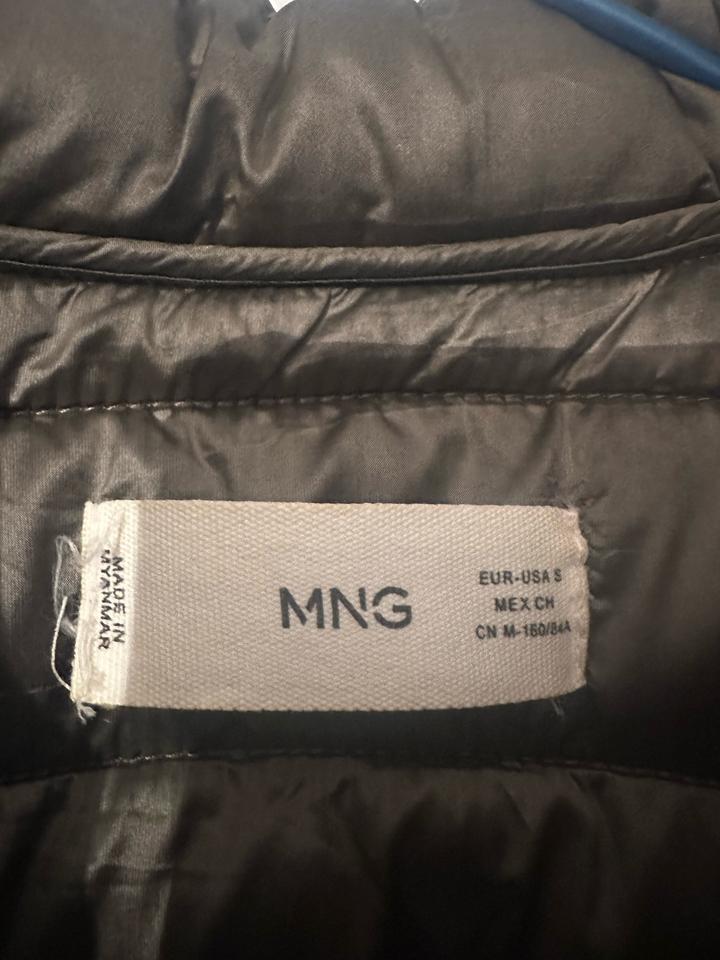 MADE IN
MYANMAR
MNG
EUR-USA S
MEX CH
CN M-160/84A